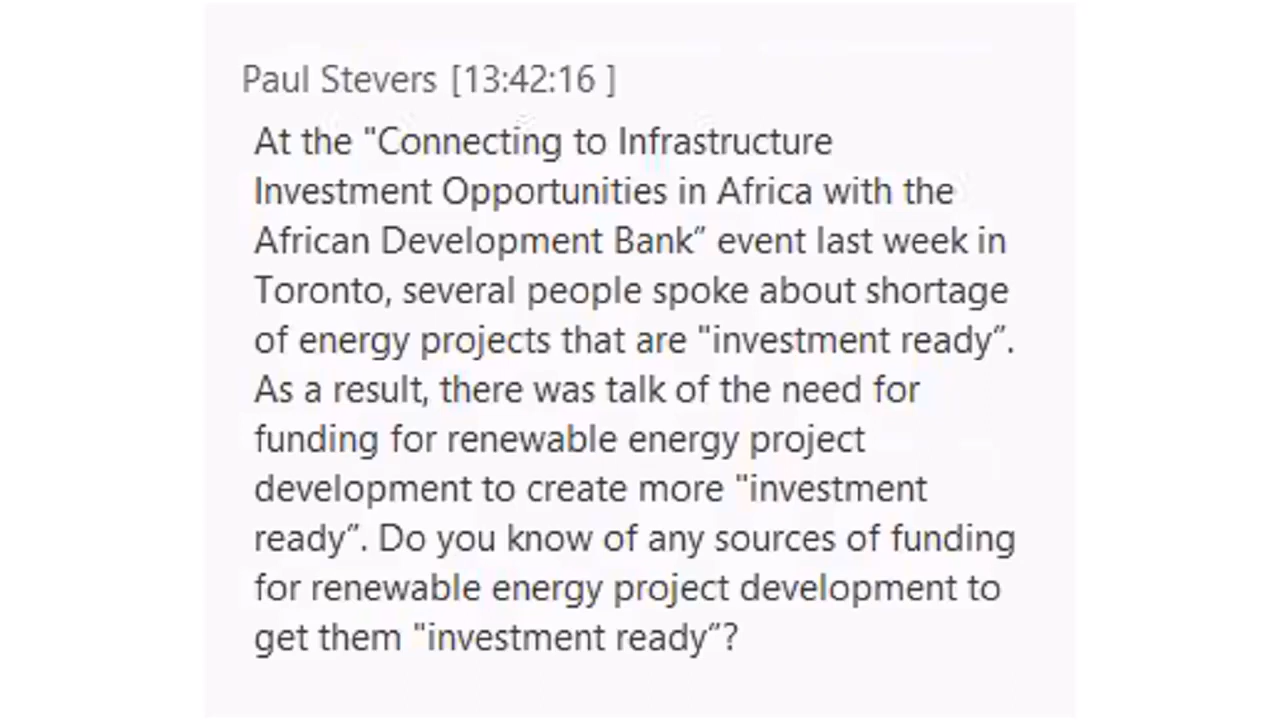 Paul Stevers [13:42:16 ]
At the "Connecting to Infrastructure
Investment Opportunities in Africa with the
African Development Bank” event last week in
Toronto, several people spoke about shortage
of energy projects that are "investment ready”.
As a result, there was talk of the need for
funding for renewable energy project
development to create more "investment
ready”. Do you know of any sources of funding
for renewable energy project development to
get them "investment ready”?